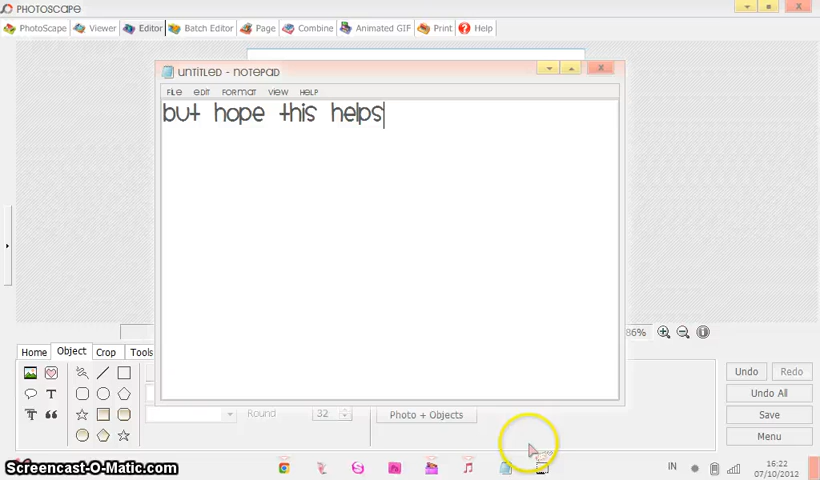 PHOTOSCAPE
PhotoScape Viewer Editor Batch Editor Page Combine Animated GIF Print Help
untitled - notepad
file edit format view help
but hope this helps
86%
Home Object Crop Tools
Undo Redo
Undo All
Round 32 Photo + Objects Save
Menu
Screencast-O-Matic.com IN 16:22
07/10/2012